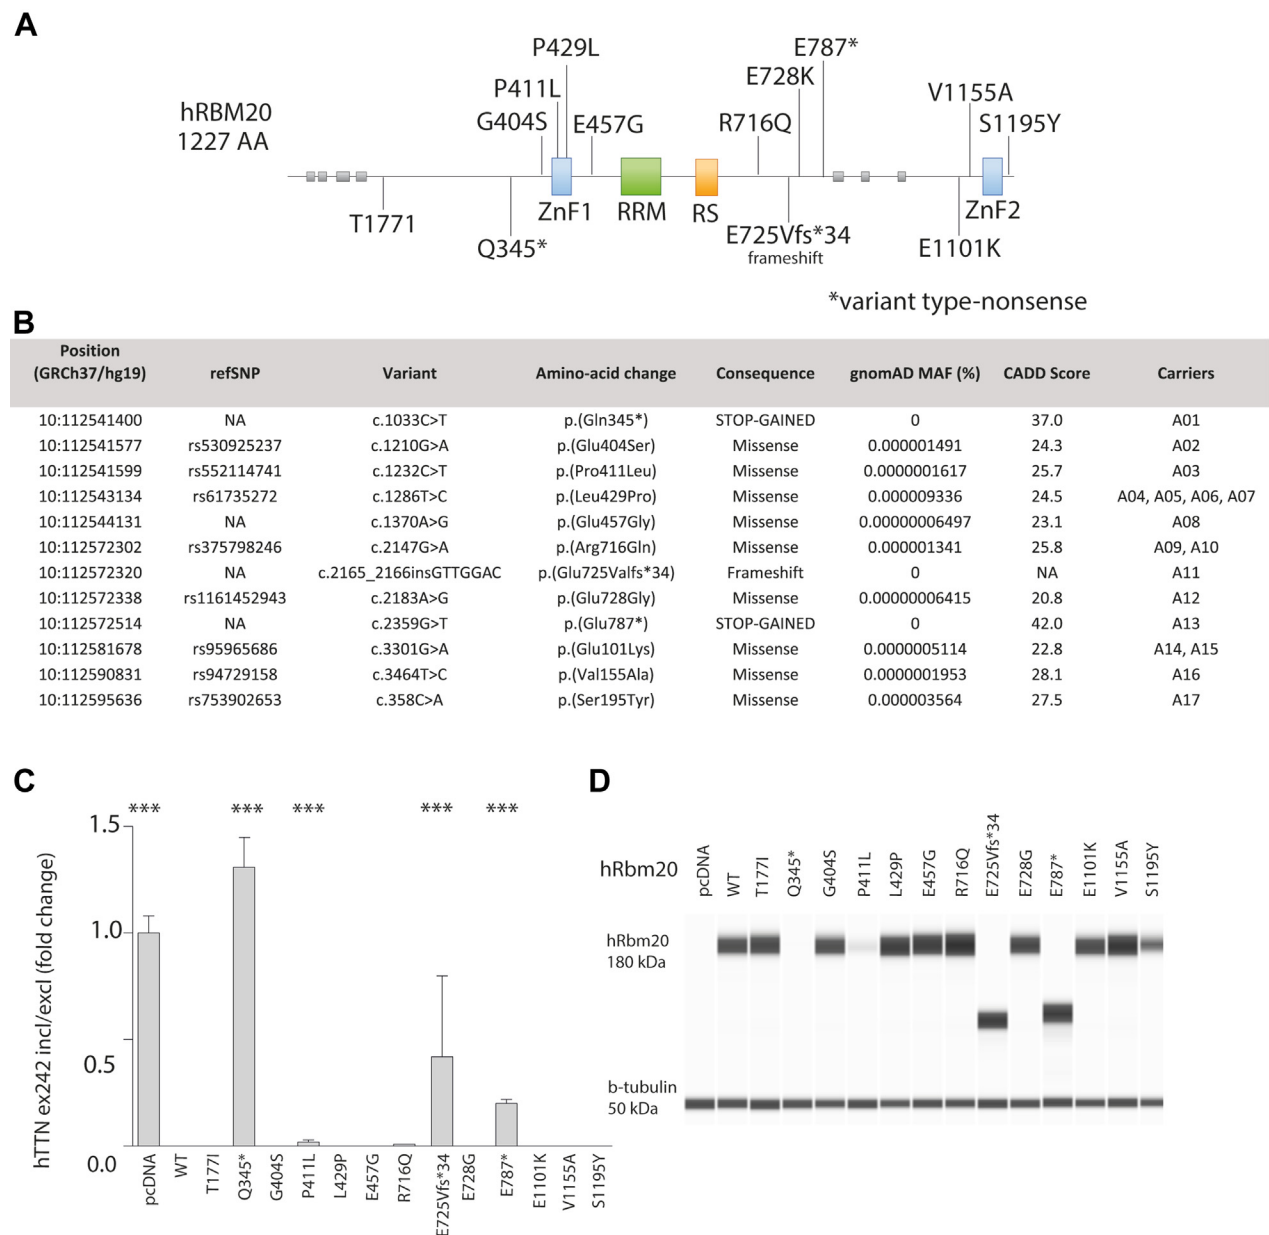 A
hRBM20
1227 AA
P429L
P411L
G404S
E457G
R716Q
E728K
E787*
V1155A
S1195Y
T1771
Q345*
ZnF1
RRM
RS
E725Vfs*34
frameshift
E1101K
ZnF2
*variant type-nonsense
B
Position (GRCh37/hg19) refSNP Variant Amino-acid change Consequence gnomAD MAF (%) CADD Score Carriers
10:112541400 NA c.1033C>T p.(Gln345*) STOP-GAINED 0 37.0 A01
10:112541577 rs530925237 c.1210G>A p.(Glu404Ser) Missense 0.000001491 24.3 A02
10:112541599 rs552114741 c.1232C>T p.(Pro411Leu) Missense 0.0000001617 25.7 A03
10:112543134 rs61735272 c.1286T>C p.(Leu429Pro) Missense 0.000009336 24.5 A04, A05, A06, A07
10:112544131 NA c.1370A>G p.(Glu457Gly) Missense 0.00000006497 23.1 A08
10:112572302 rs375798246 c.2147G>A p.(Arg716Gln) Missense 0.000001341 25.8 A09, A10
10:112572320 NA c.2165_2166insGTTGGAC p.(Glu725Valfs*34) Frameshift 0 NA A11
10:112572338 rs1161452943 c.2183A>G p.(Glu728Gly) Missense 0.00000006415 20.8 A12
10:112572514 NA c.2359G>T p.(Glu787*) STOP-GAINED 0 42.0 A13
10:112581678 rs95965686 c.3301G>A p.(Glu101Lys) Missense 0.0000005114 22.8 A14, A15
10:112590831 rs94729158 c.3464T>C p.(Val155Ala) Missense 0.0000001953 28.1 A16
10:112595636 rs753902653 c.358C>A p.(Ser195Tyr) Missense 0.000003564 27.5 A17
C
hTTN ex242 incl/excl (fold change)
*** *** *** *** ***
1.5
1.0
0.5
0.0
pcDNA WT T177I Q345* G404S P411L L429P E457G R716Q E725Vfs*34 E728G E787* E1101K V1155A S1195Y
D
hRbm20
pcDNA WT T177I Q345* G404S P411L L429P E457G R716Q E725Vfs*34 E728G E787* E1101K V1155A S1195Y
hRbm20
180 kDa
b-tubulin
50 kDa